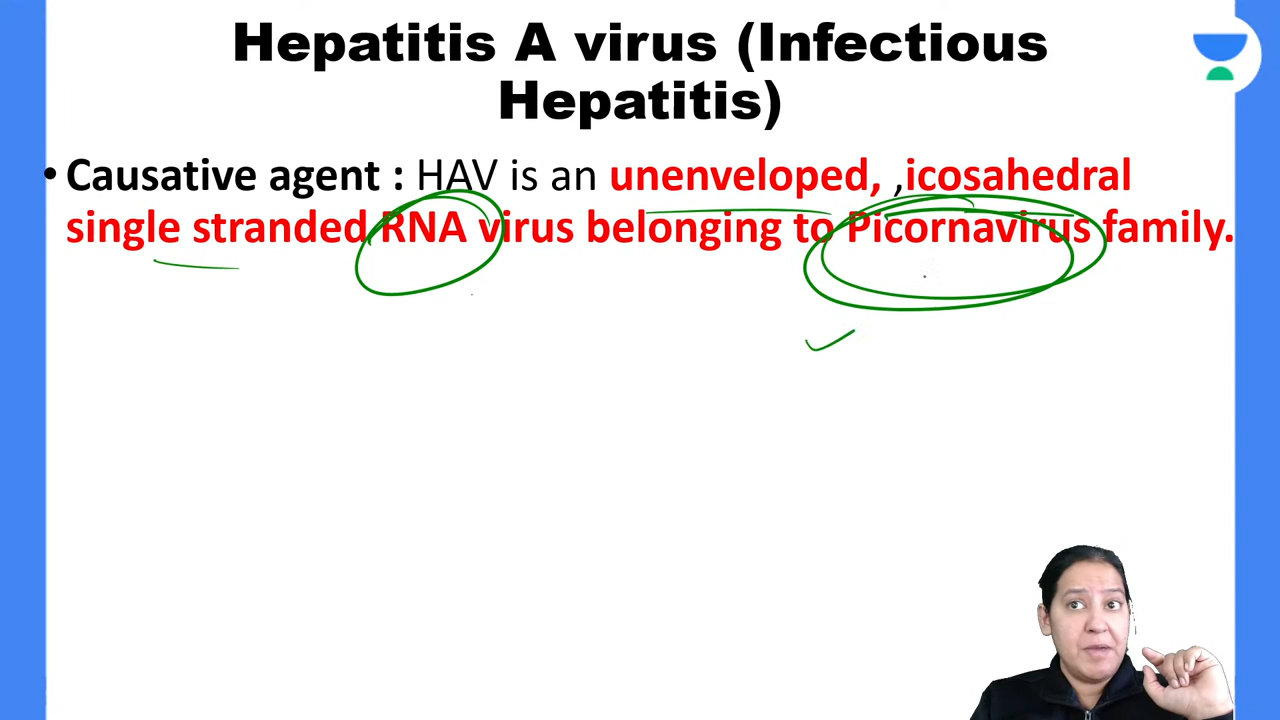 Hepatitis A virus (Infectious
Hepatitis)
• Causative agent : HAV is an unenveloped, ,icosahedral
single stranded RNA virus belonging to Picornavirus family.